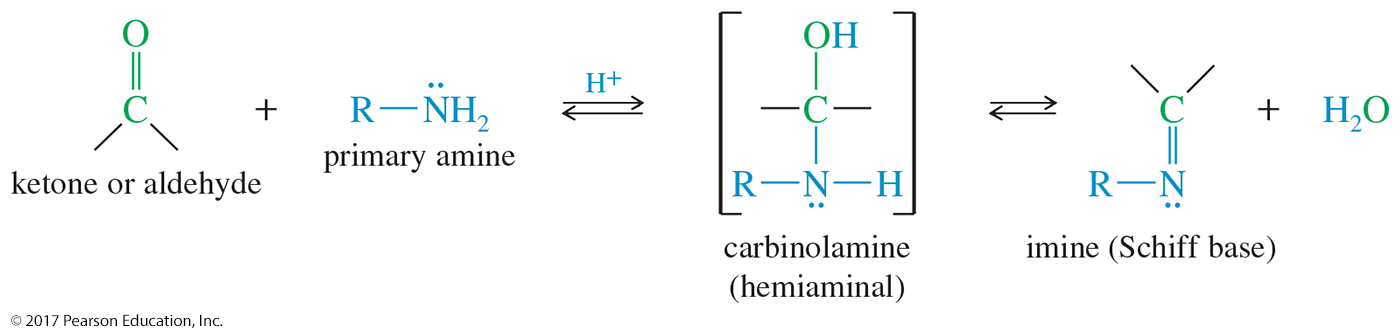 O
C
ketone or aldehyde
+
R—N̈H₂
primary amine
H+
OH
C
R—N—H
carbinolamine
(hemiaminal)
C
R—N
imine (Schiff base)
+
H₂O
© 2017 Pearson Education, Inc.